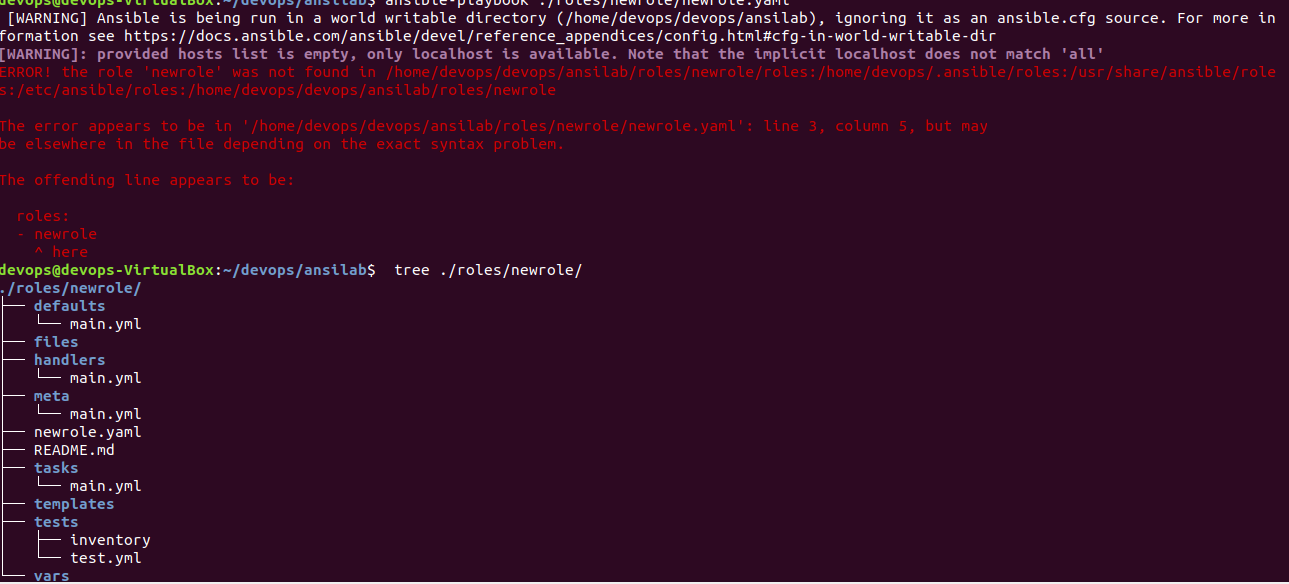 devops@devops-VirtualBox:~/devops/ansilab$ ansible-playbook ./roles/newrole/newrole.yaml
[WARNING] Ansible is being run in a world writable directory (/home/devops/devops/ansilab), ignoring it as an ansible.cfg source. For more in
formation see https://docs.ansible.com/ansible/devel/reference_appendices/config.html#cfg-in-world-writable-dir
[WARNING]: provided hosts list is empty, only localhost is available. Note that the implicit localhost does not match 'all'
ERROR! the role 'newrole' was not found in /home/devops/devops/ansilab/roles/newrole/roles:/home/devops/.ansible/roles:/usr/share/ansible/role
s:/etc/ansible/roles:/home/devops/devops/ansilab/roles/newrole
The error appears to be in '/home/devops/devops/ansilab/roles/newrole/newrole.yaml': line 3, column 5, but may
be elsewhere in the file depending on the exact syntax problem.
The offending line appears to be:
roles:
- newrole
^ here
devops@devops-VirtualBox:~/devops/ansilab$ tree ./roles/newrole/
./roles/newrole/
├── defaults
│   └── main.yml
├── files
├── handlers
│   └── main.yml
├── meta
│   └── main.yml
├── newrole.yaml
├── README.md
├── tasks
│   └── main.yml
├── templates
├── tests
│   ├── inventory
│   └── test.yml
└── vars